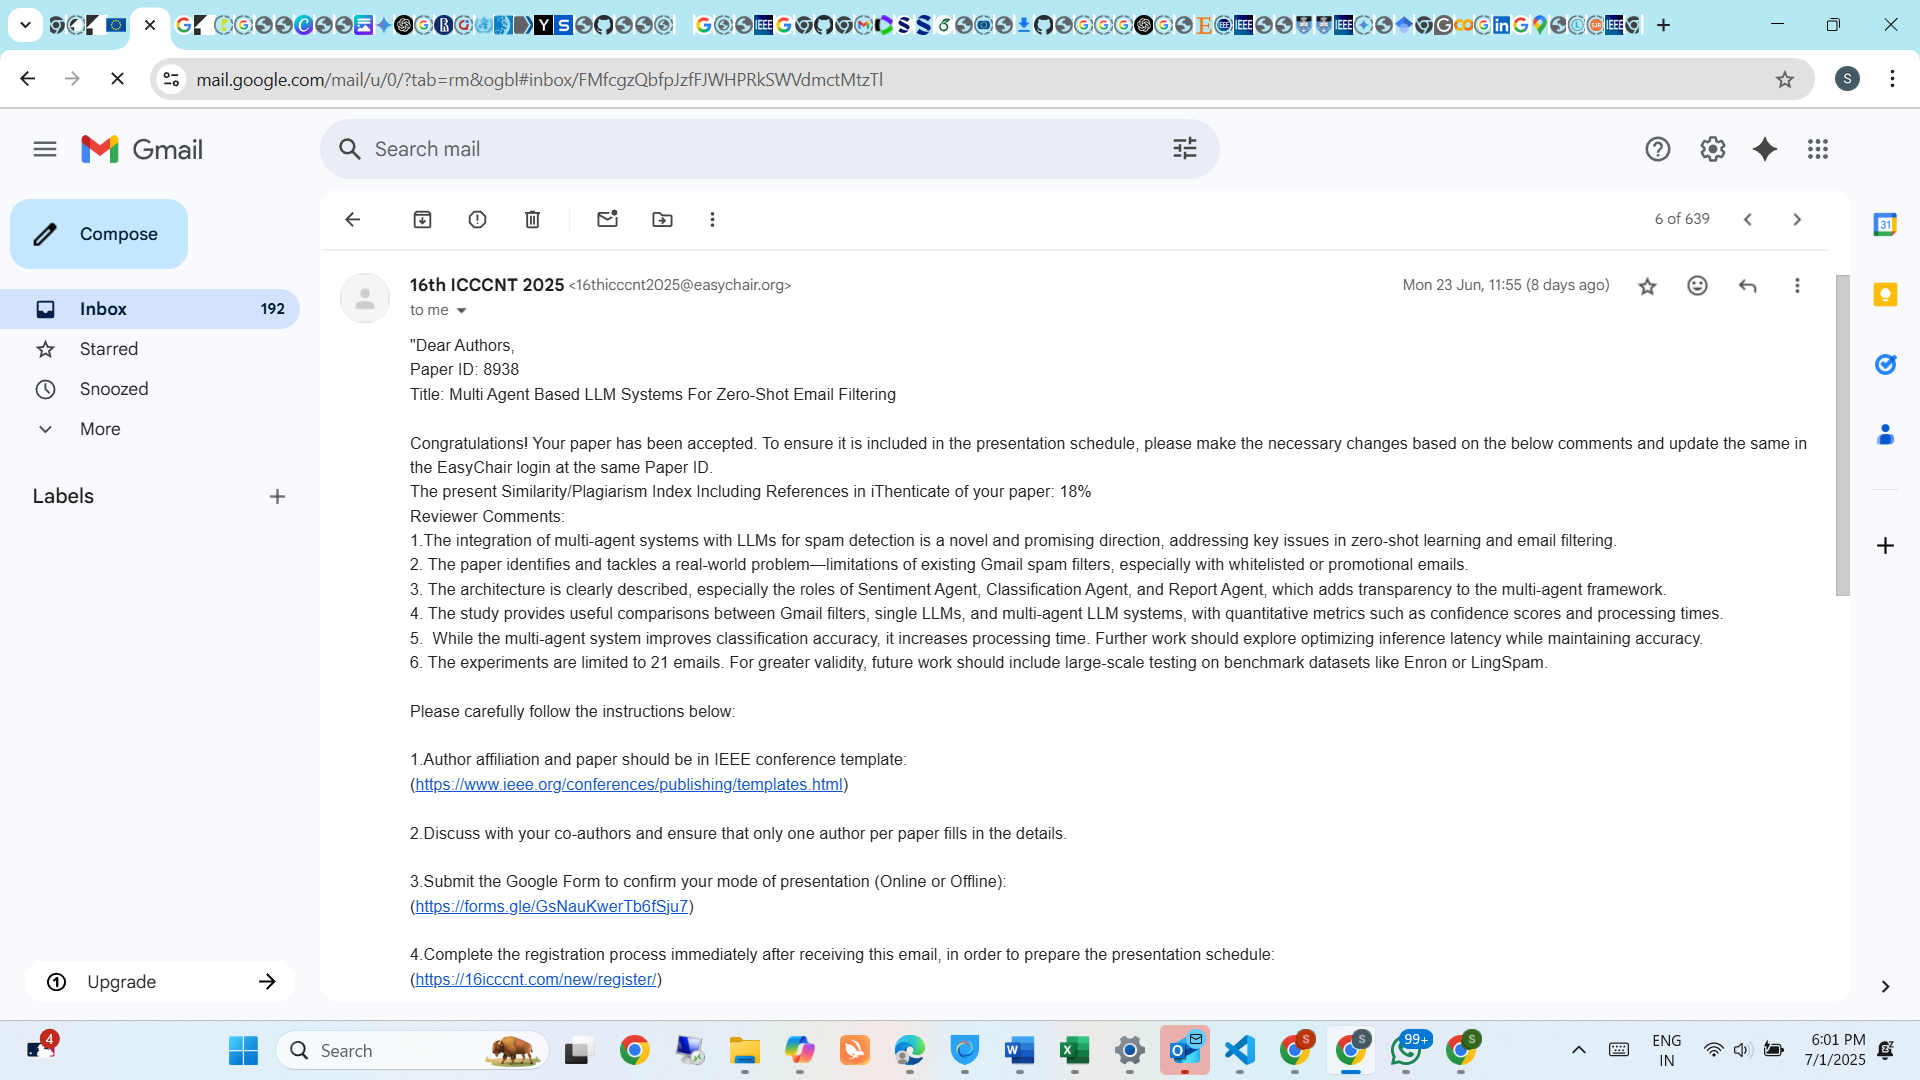 mail.google.com/mail/u/0/?tab=rm&ogbl#inbox/FMfcgzQbfpJzfFJWHPRkSWVdmctMtzTl
S
Gmail
Search mail
Compose
6 of 639
Inbox 192
Starred
Snoozed
More
Labels
16th ICCCNT 2025 <16thicccnt2025@easychair.org>
Mon 23 Jun, 11:55 (8 days ago)
to me
"Dear Authors,
Paper ID: 8938
Title: Multi Agent Based LLM Systems For Zero-Shot Email Filtering
Congratulations! Your paper has been accepted. To ensure it is included in the presentation schedule, please make the necessary changes based on the below comments and update the same in
the EasyChair login at the same Paper ID.
The present Similarity/Plagiarism Index Including References in iThenticate of your paper: 18%
Reviewer Comments:
1.The integration of multi-agent systems with LLMs for spam detection is a novel and promising direction, addressing key issues in zero-shot learning and email filtering.
2. The paper identifies and tackles a real-world problem—limitations of existing Gmail spam filters, especially with whitelisted or promotional emails.
3. The architecture is clearly described, especially the roles of Sentiment Agent, Classification Agent, and Report Agent, which adds transparency to the multi-agent framework.
4. The study provides useful comparisons between Gmail filters, single LLMs, and multi-agent LLM systems, with quantitative metrics such as confidence scores and processing times.
5.  While the multi-agent system improves classification accuracy, it increases processing time. Further work should explore optimizing inference latency while maintaining accuracy.
6. The experiments are limited to 21 emails. For greater validity, future work should include large-scale testing on benchmark datasets like Enron or LingSpam.
Please carefully follow the instructions below:
1.Author affiliation and paper should be in IEEE conference template:
(https://www.ieee.org/conferences/publishing/templates.html)
2.Discuss with your co-authors and ensure that only one author per paper fills in the details.
3.Submit the Google Form to confirm your mode of presentation (Online or Offline):
(https://forms.gle/GsNauKwerTb6fSju7)
4.Complete the registration process immediately after receiving this email, in order to prepare the presentation schedule:
(https://16icccnt.com/new/register/)
Upgrade
4
Search
99+
ENG
IN
6:01 PM
7/1/2025